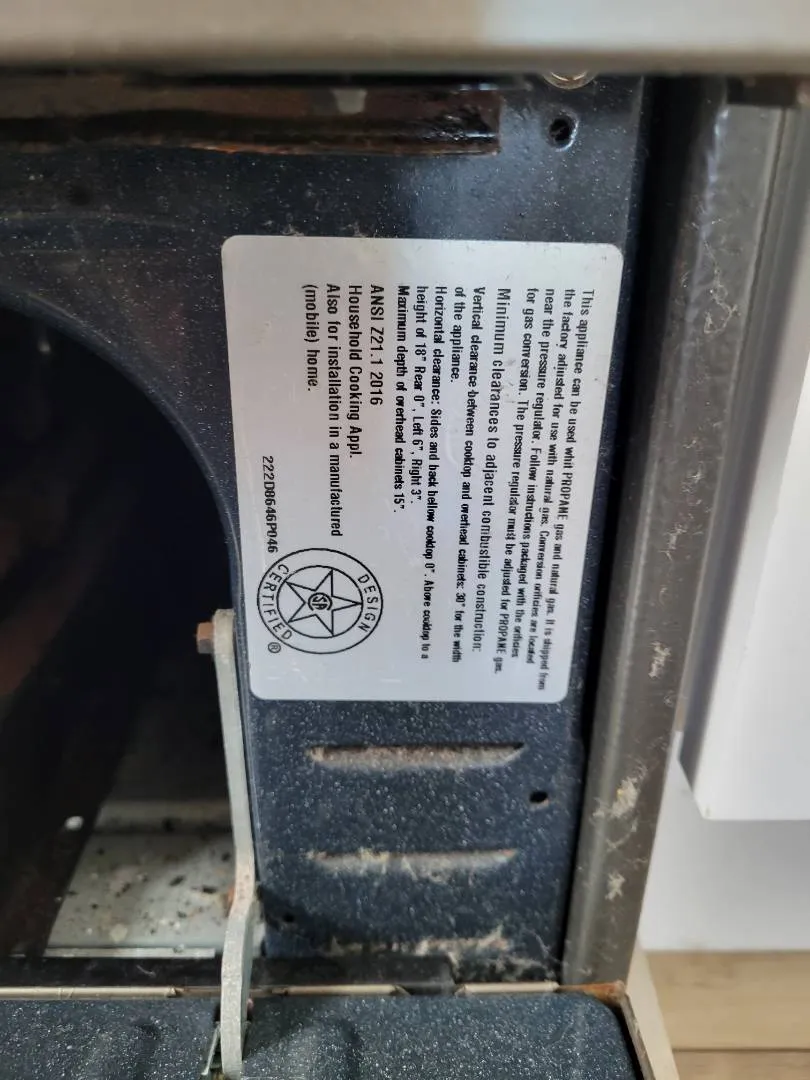 This appliance can be used whit PROPANE gas and natural gas. It is shipped from
the factory adjusted for use with natural gas. Conversion orificies are located
near the pressure regulator. Follow instructions packaged with the orificies
for gas conversion. The pressure regulator must be adjusted for PROPANE gas.
Minimum clearances to adjacent combustible construction:
Vertical clearance between cooktop and overhead cabinets: 30" for the width
of the appliance.
Horizontal clearance: Sides and back bellow cooktop 0". Above cooktop to a
height of 18" Rear 0", Left 6", Right 3".
Maximum depth of overhead cabinets 15".
ANSI Z21.1 2016
Household Cooking Appl.
Also for installation in a manufactured
(mobile) home.
222D8646P046
DESIGN
SA
CERTIFIED®